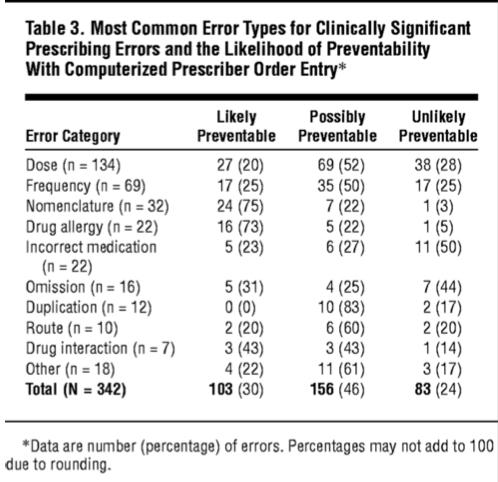 Table 3. Most Common Error Types for Clinically Significant
Prescribing Errors and the Likelihood of Preventability
With Computerized Prescriber Order Entry*
Likely Possibly Unlikely
Error Category Preventable Preventable Preventable
Dose (n = 134) 27 (20) 69 (52) 38 (28)
Frequency (n = 69) 17 (25) 35 (50) 17 (25)
Nomenclature (n = 32) 24 (75) 7 (22) 1 (3)
Drug allergy (n = 22) 16 (73) 5 (22) 1 (5)
Incorrect medication 5 (23) 6 (27) 11 (50)
(n = 22)
Omission (n = 16) 5 (31) 4 (25) 7 (44)
Duplication (n = 12) 0 (0) 10 (83) 2 (17)
Route (n = 10) 2 (20) 6 (60) 2 (20)
Drug interaction (n = 7) 3 (43) 3 (43) 1 (14)
Other (n = 18) 4 (22) 11 (61) 3 (17)
Total (N = 342) 103 (30) 156 (46) 83 (24)
*Data are number (percentage) of errors. Percentages may not add to 100
due to rounding.